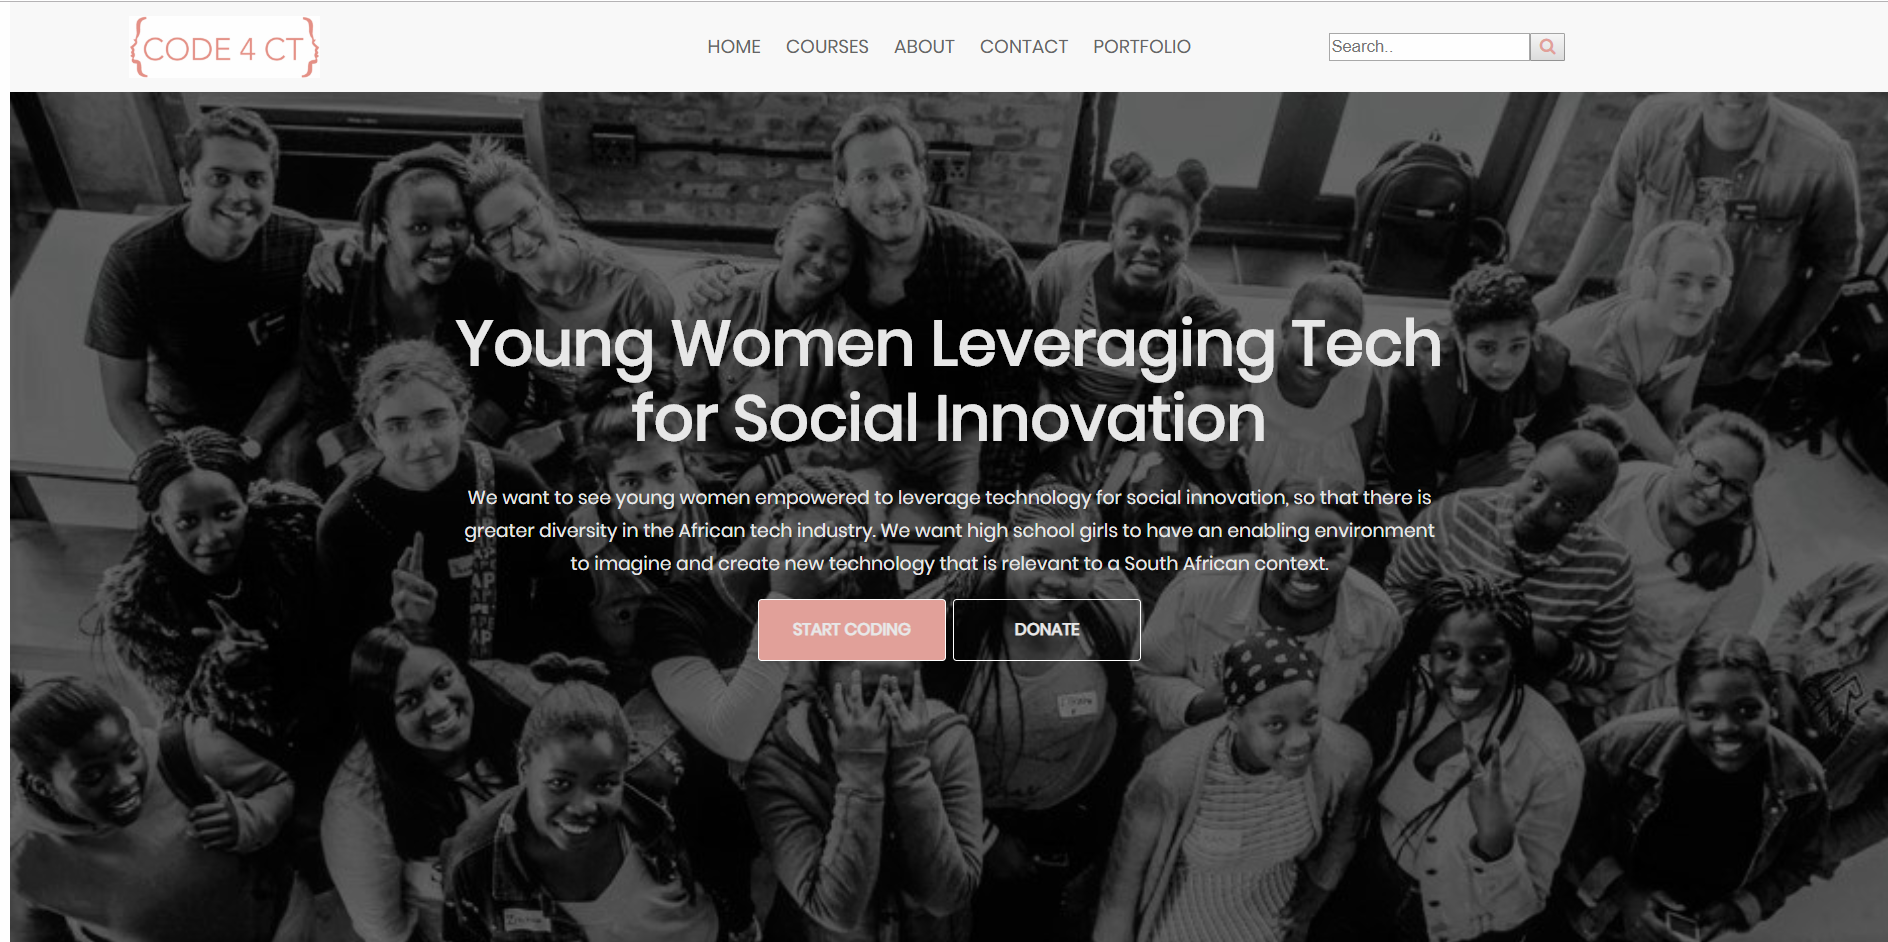 {CODE 4 CT}
HOME COURSES ABOUT CONTACT PORTFOLIO
Search..
Young Women Leveraging Tech
for Social Innovation
We want to see young women empowered to leverage technology for social innovation, so that there is
greater diversity in the African tech industry. We want high school girls to have an enabling environment
to imagine and create new technology that is relevant to a South African context.
START CODING DONATE